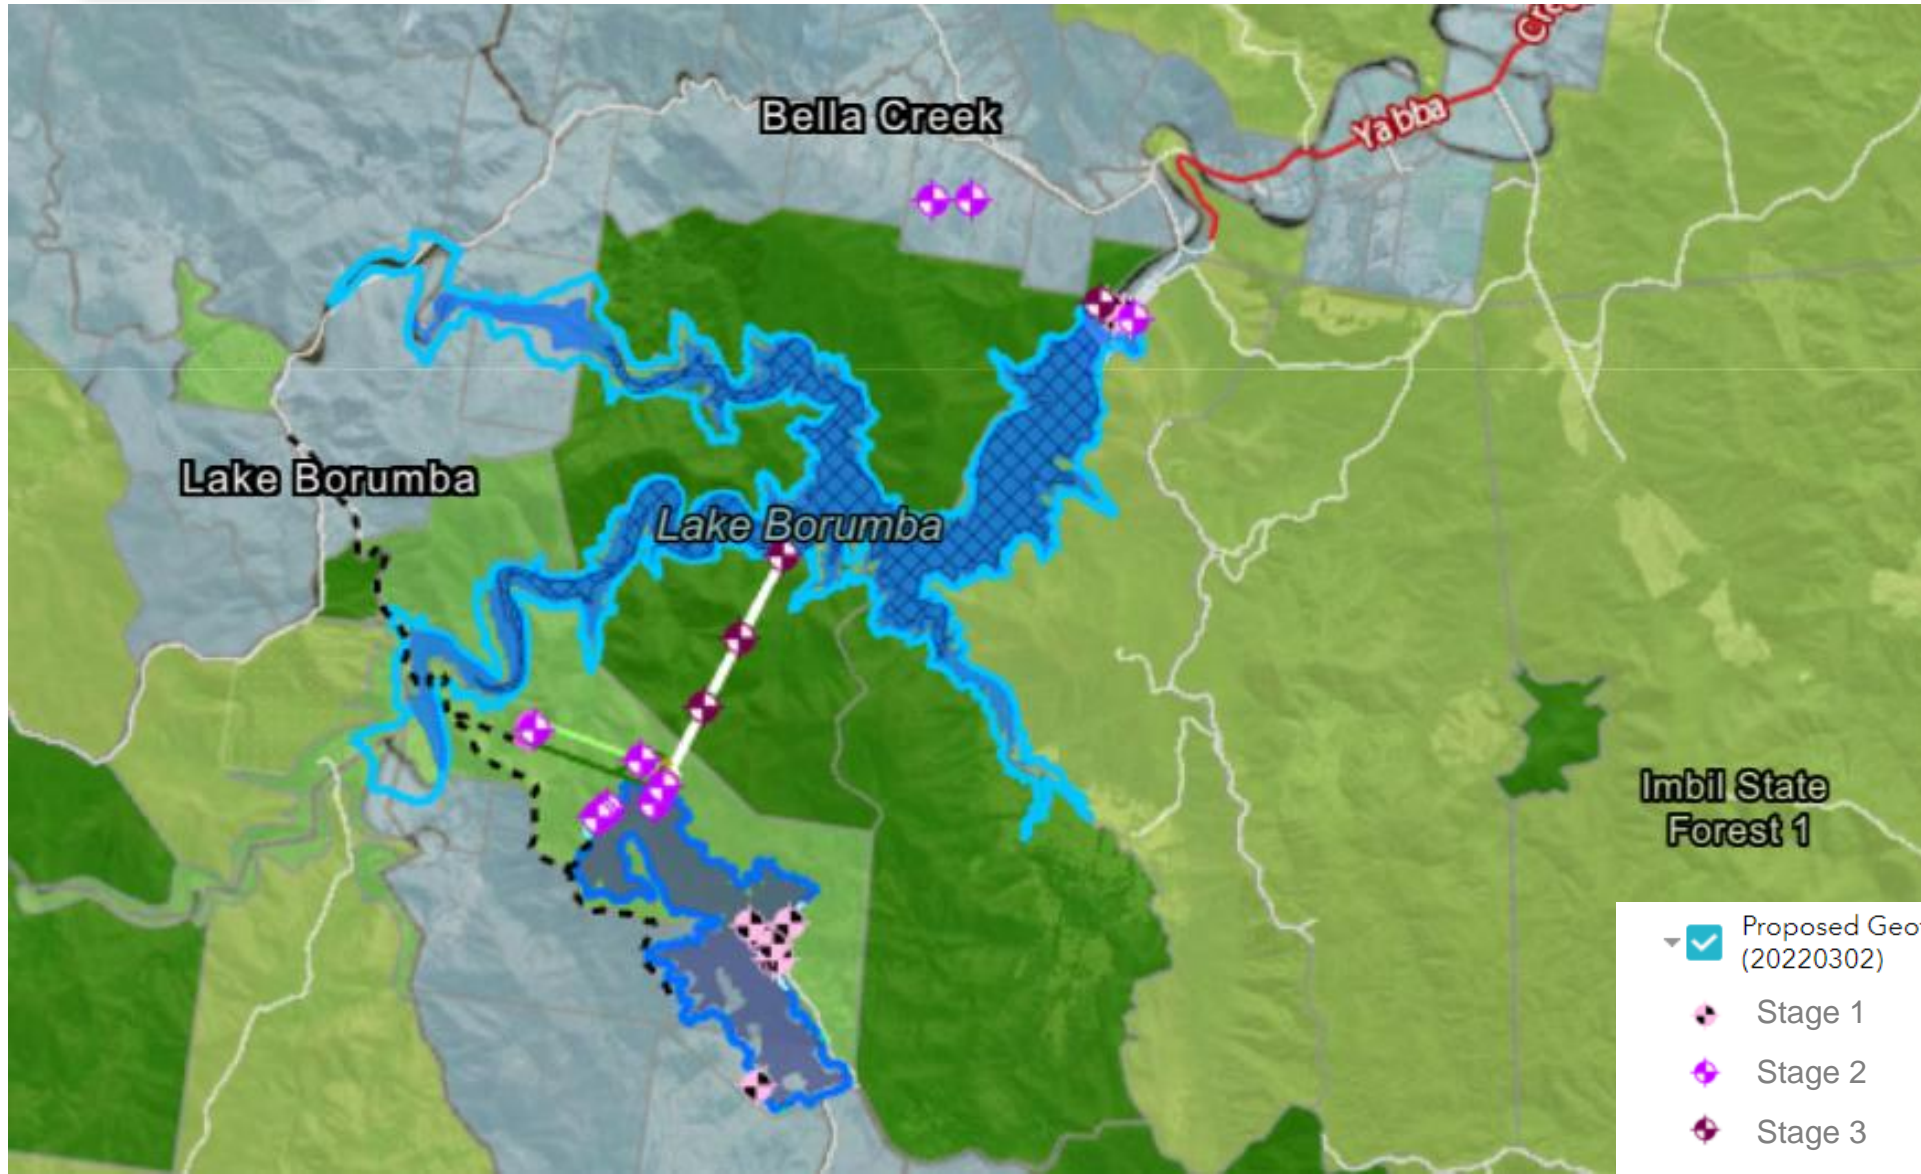 Bella Creek
Yabba
Lake Borumba
Lake Borumba
Imbil State
Forest 1
Proposed
(20220302)
Stage 1
Stage 2
Stage 3